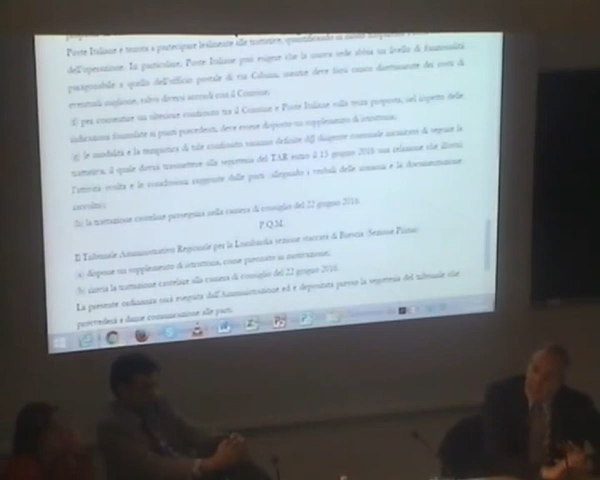 Poste Italiane è tenuta a partecipare lealmente alle trattative, quantificando in modo
dell'operazione. In particolare, Poste Italiane può esigere che la nuova sede abbia un livello di funzionalità
paragonabile a quello dell'ufficio postale di via Cabina, mentre deve farsi carico direttamente dei costi di
eventuali migliorie, salvo diversi accordi con il Comune;
(f) per consentire un ulteriore confronto tra il Comune e Poste Italiane sulla terza proposta, nel rispetto delle
indicazioni formulate ai punti precedenti, deve essere disposto un supplemento di istruttoria;
(g) le modalità e la tempistica di tale confronto saranno definite dal dirigente comunale incaricato di seguire la
trattativa, il quale dovrà trasmettere alla segreteria del TAR entro il 15 giugno 2016 una relazione che illustri
l'attività svolta e le conclusioni raggiunte dalle parti (allegando i verbali delle sessioni e la documentazione
raccolta);
(h) la trattazione cautelare proseguirà nella camera di consiglio del 22 giugno 2016.
P.Q.M.
Il Tribunale Amministrativo Regionale per la Lombardia sezione staccata di Brescia (Sezione Prima)
(a) dispone un supplemento di istruttoria, come precisato in motivazione;
(b) rinvia la trattazione cautelare alla camera di consiglio del 22 giugno 2016.
La presente ordinanza sarà eseguita dall'Amministrazione ed è depositata presso la segreteria del tribunale che
provvederà a darne comunicazione alle parti.